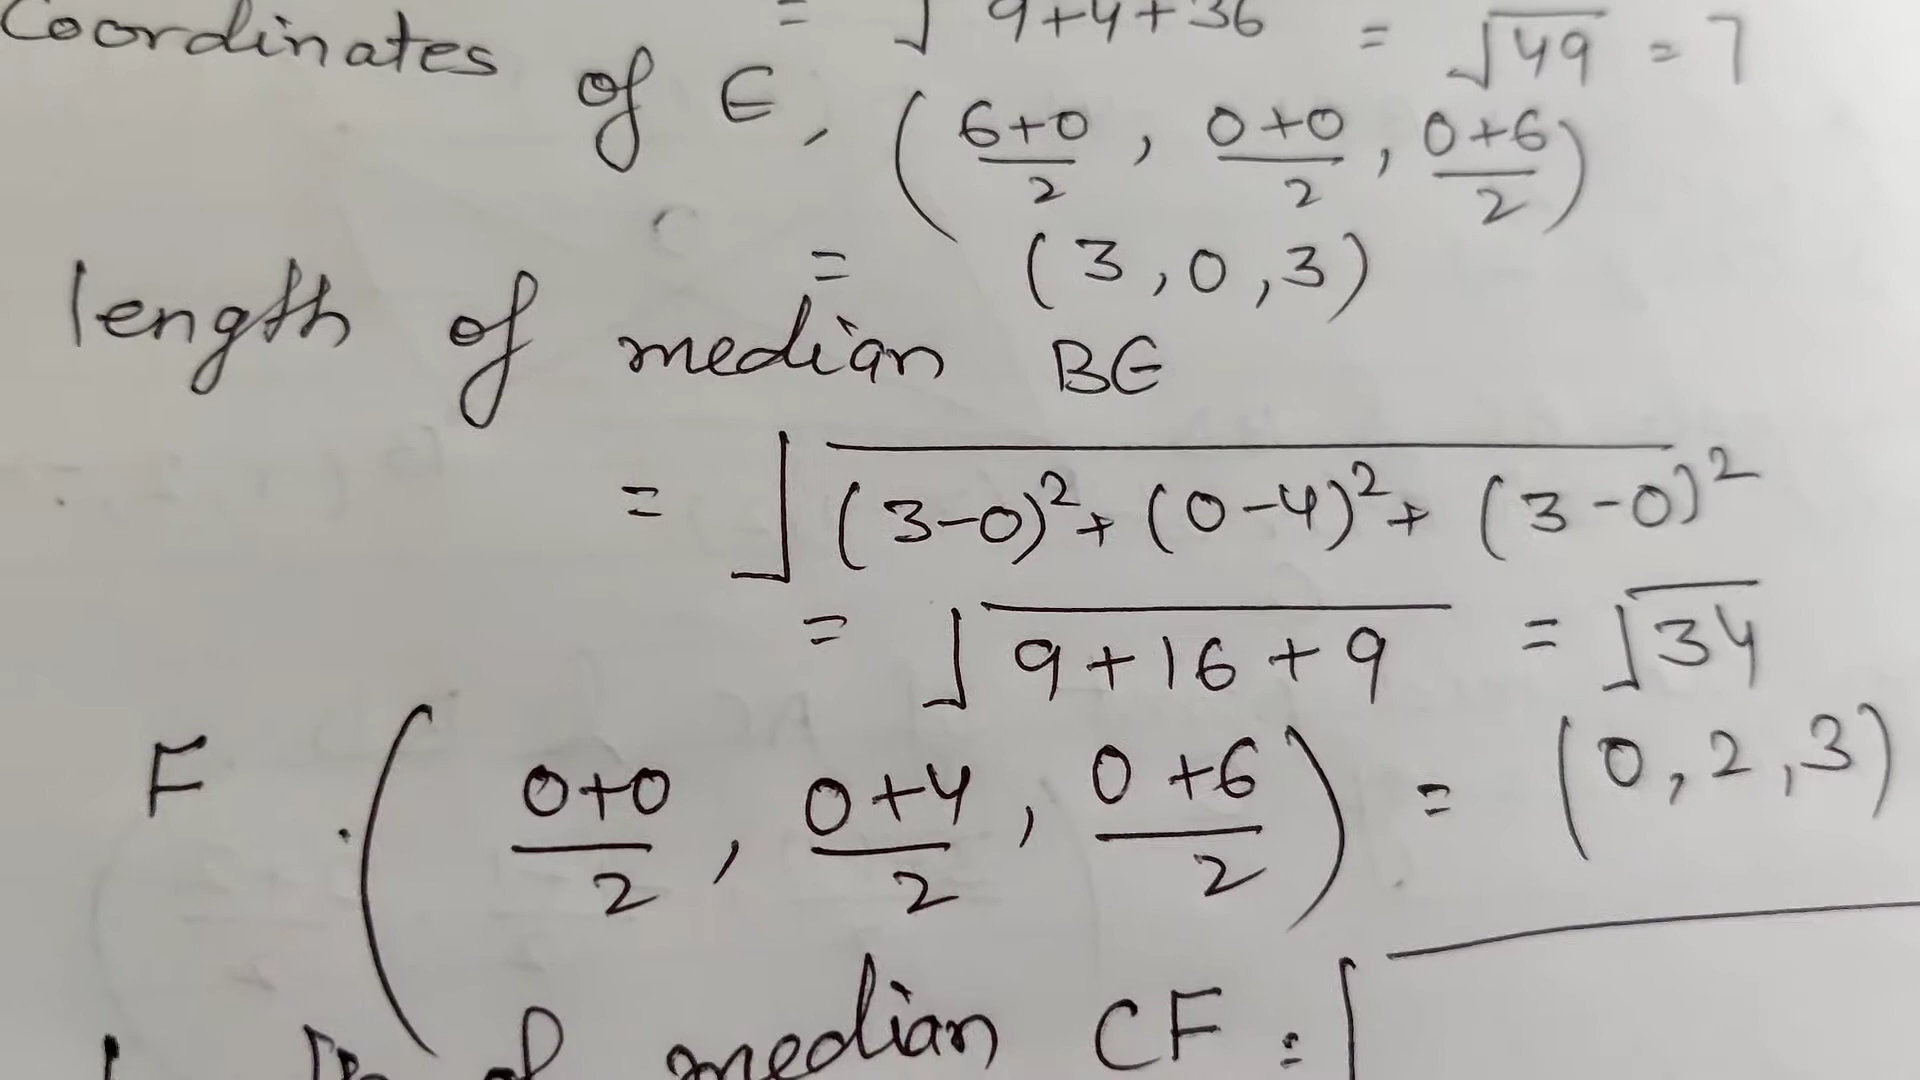 = √9+4+36 = √49 = 7
Coordinates of E, (6+0/2, 0+0/2, 0+6/2)
= (3, 0, 3)
length of median BE
= √(3-0)²+(0-4)²+(3-0)²
= √9+16+9 = √34
F (0+0/2, 0+4/2, 0+6/2) = (0, 2, 3)
of median CF =